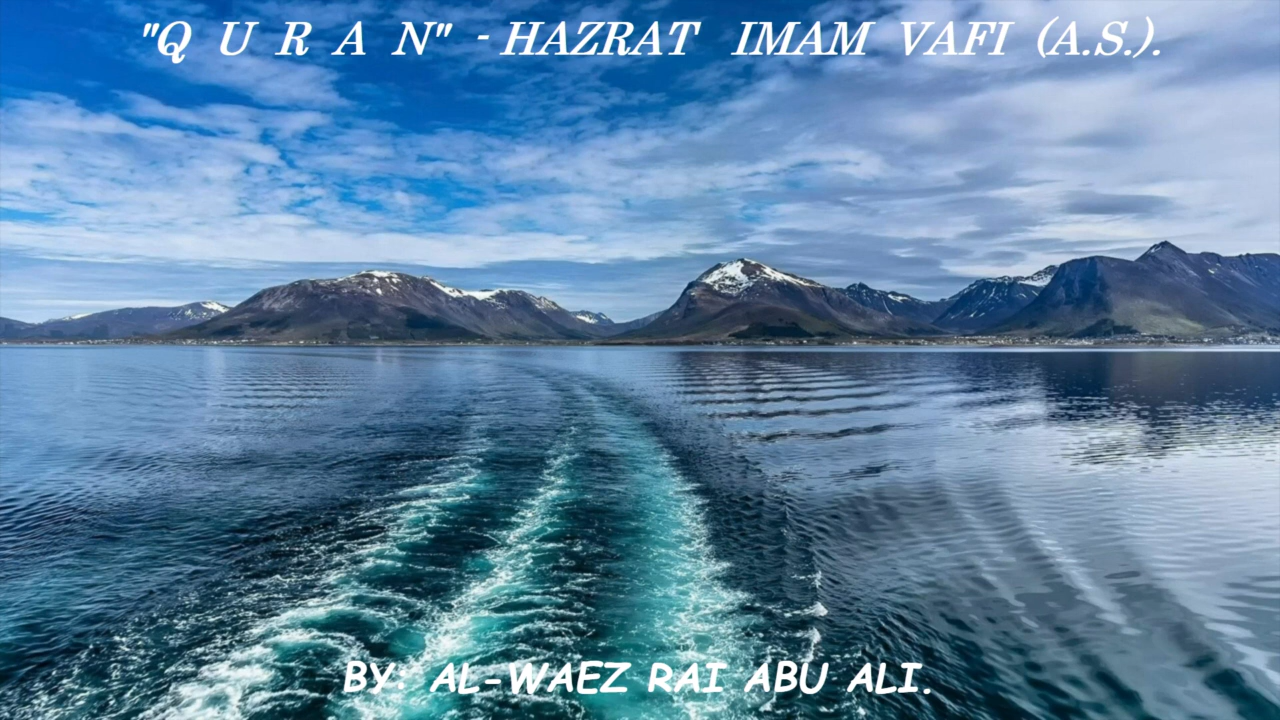 "Q U R A N" - HAZRAT IMAM VAFI (A.S.).
BY: AL-WAEZ RAI ABU ALI.